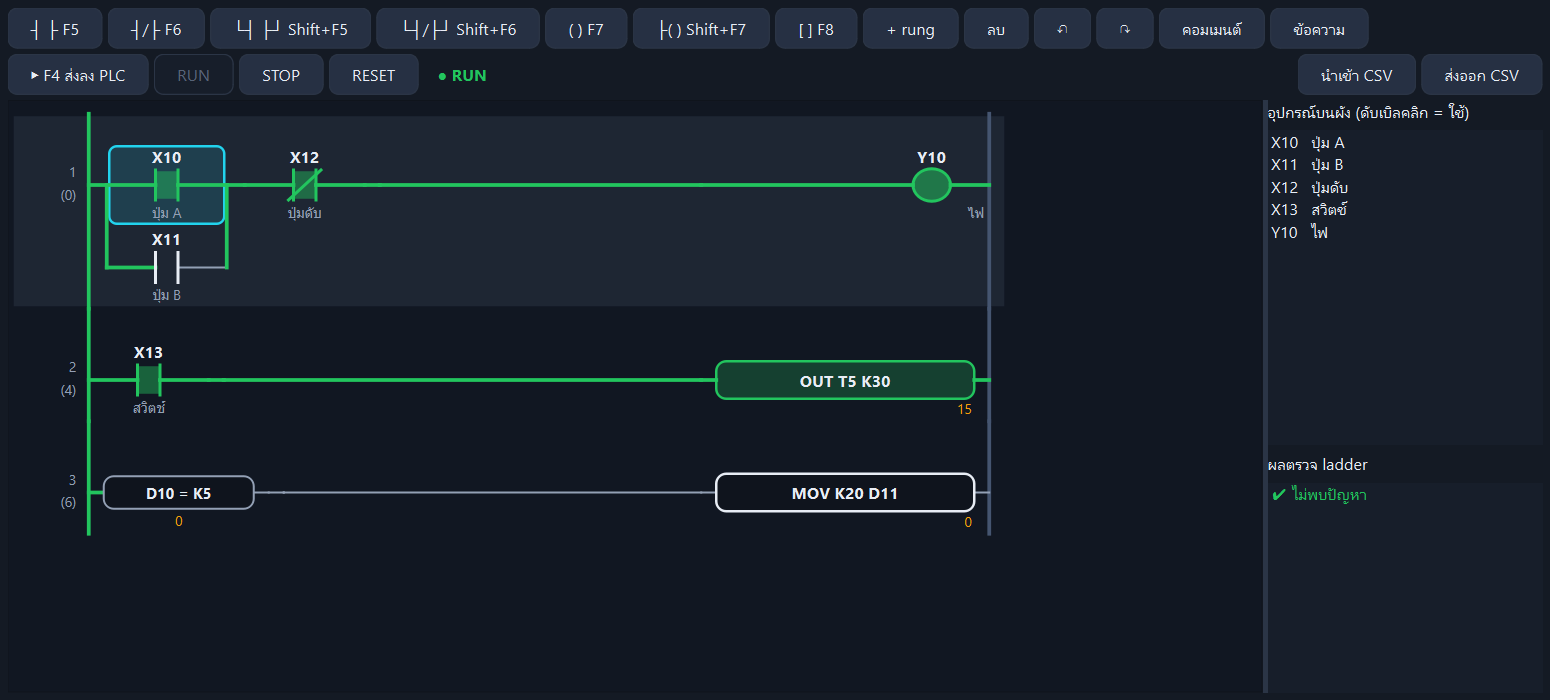 ┤ ├ F5 ┤/├ F6 └┤ ├┘ Shift+F5 └┤/├┘ Shift+F6 ( ) F7 ├( ) Shift+F7 [ ] F8 + rung ลบ ↶ ↷ คอมเมนต์ ข้อความ
▶ F4 ส่งลง PLC RUN STOP RESET ● RUN นำเข้า CSV ส่งออก CSV
อุปกรณ์บนผัง (ดับเบิลคลิก = ใช้)
X10 ปุ่ม A
X11 ปุ่ม B
X12 ปุ่มดับ
X13 สวิตช์
Y10 ไฟ
X10 X12 Y10
1
(0)
ปุ่ม A ปุ่มดับ ไฟ
X11
ปุ่ม B
X13
2
(4)
OUT T5 K30
สวิตช์ 15
ผลตรวจ ladder
✔ ไม่พบปัญหา
3
(6)
D10 = K5 MOV K20 D11
0 0